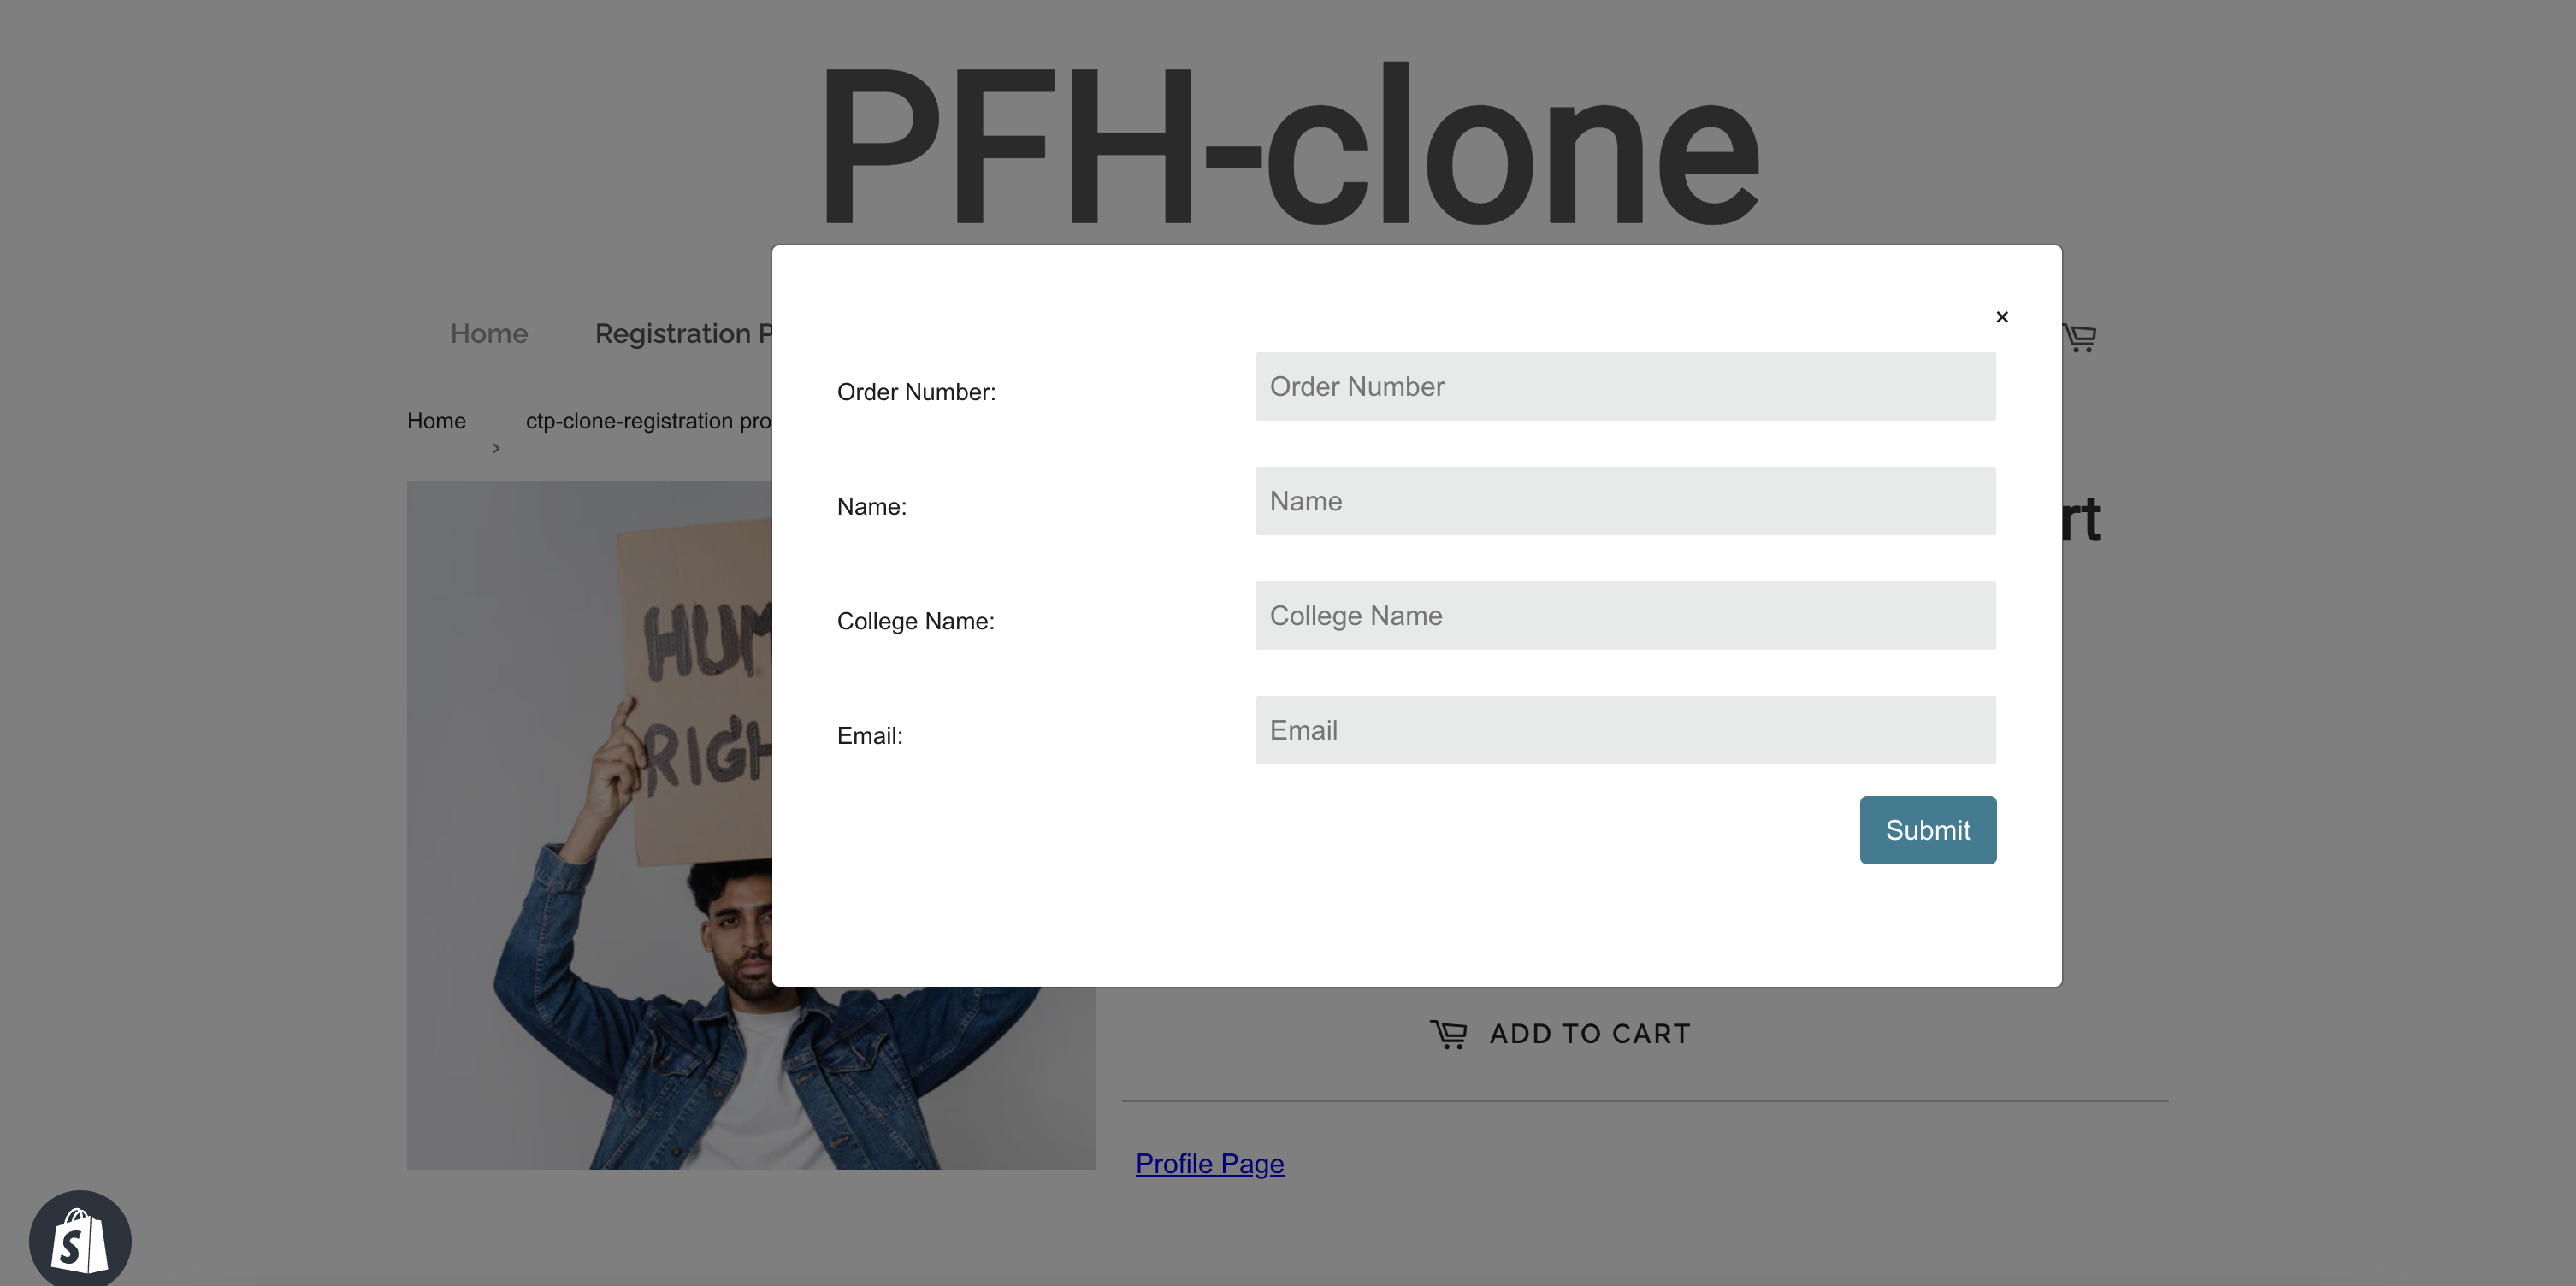 PFH-clone
Home
Registration P
×
Home
>
ctp-clone-registration pro
rt
Order Number:
Order Number
Name:
Name
College Name:
College Name
Email:
Email
Submit
HUM
RIGH
ADD TO CART
Profile Page
S